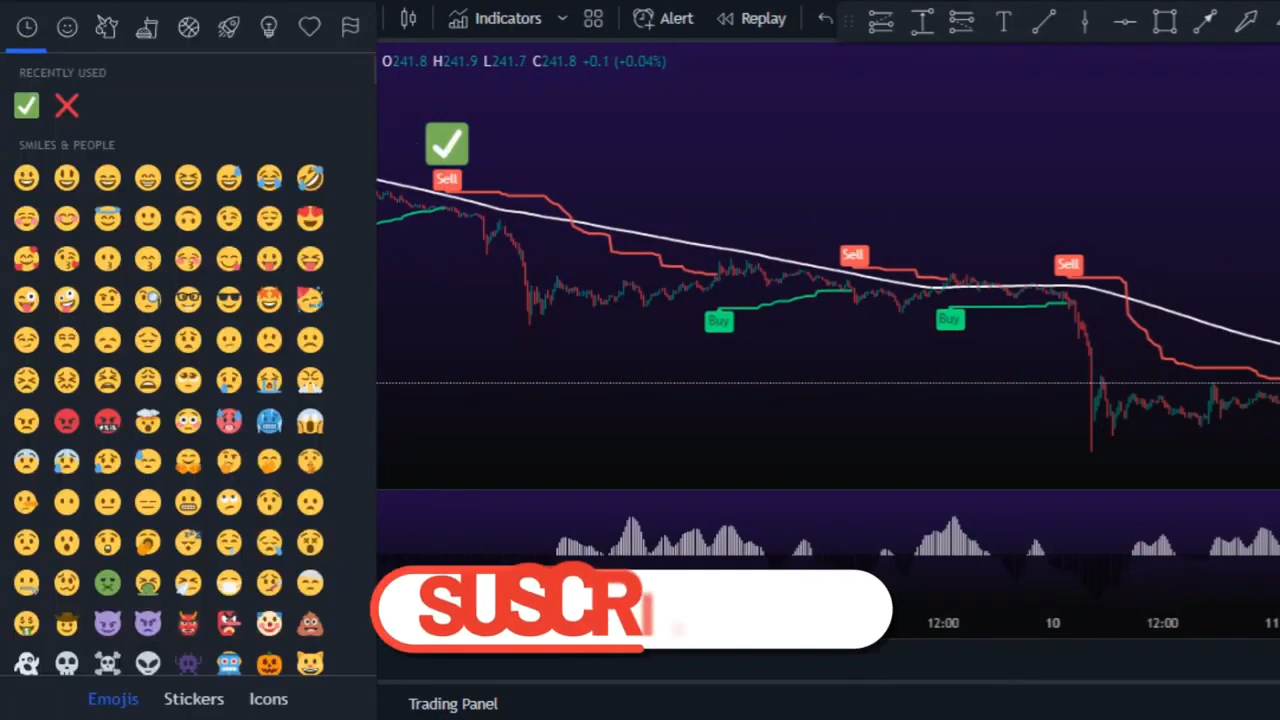 Indicators
Alert
Replay
RECENTLY USED
O241.8 H241.9 L241.7 C241.8 +0.1 (+0.04%)
SMILES & PEOPLE
Sell
Sell
Sell
Buy
Buy
SUSCRI
12:00
10
12:00
11
Emojis
Stickers
Icons
Trading Panel